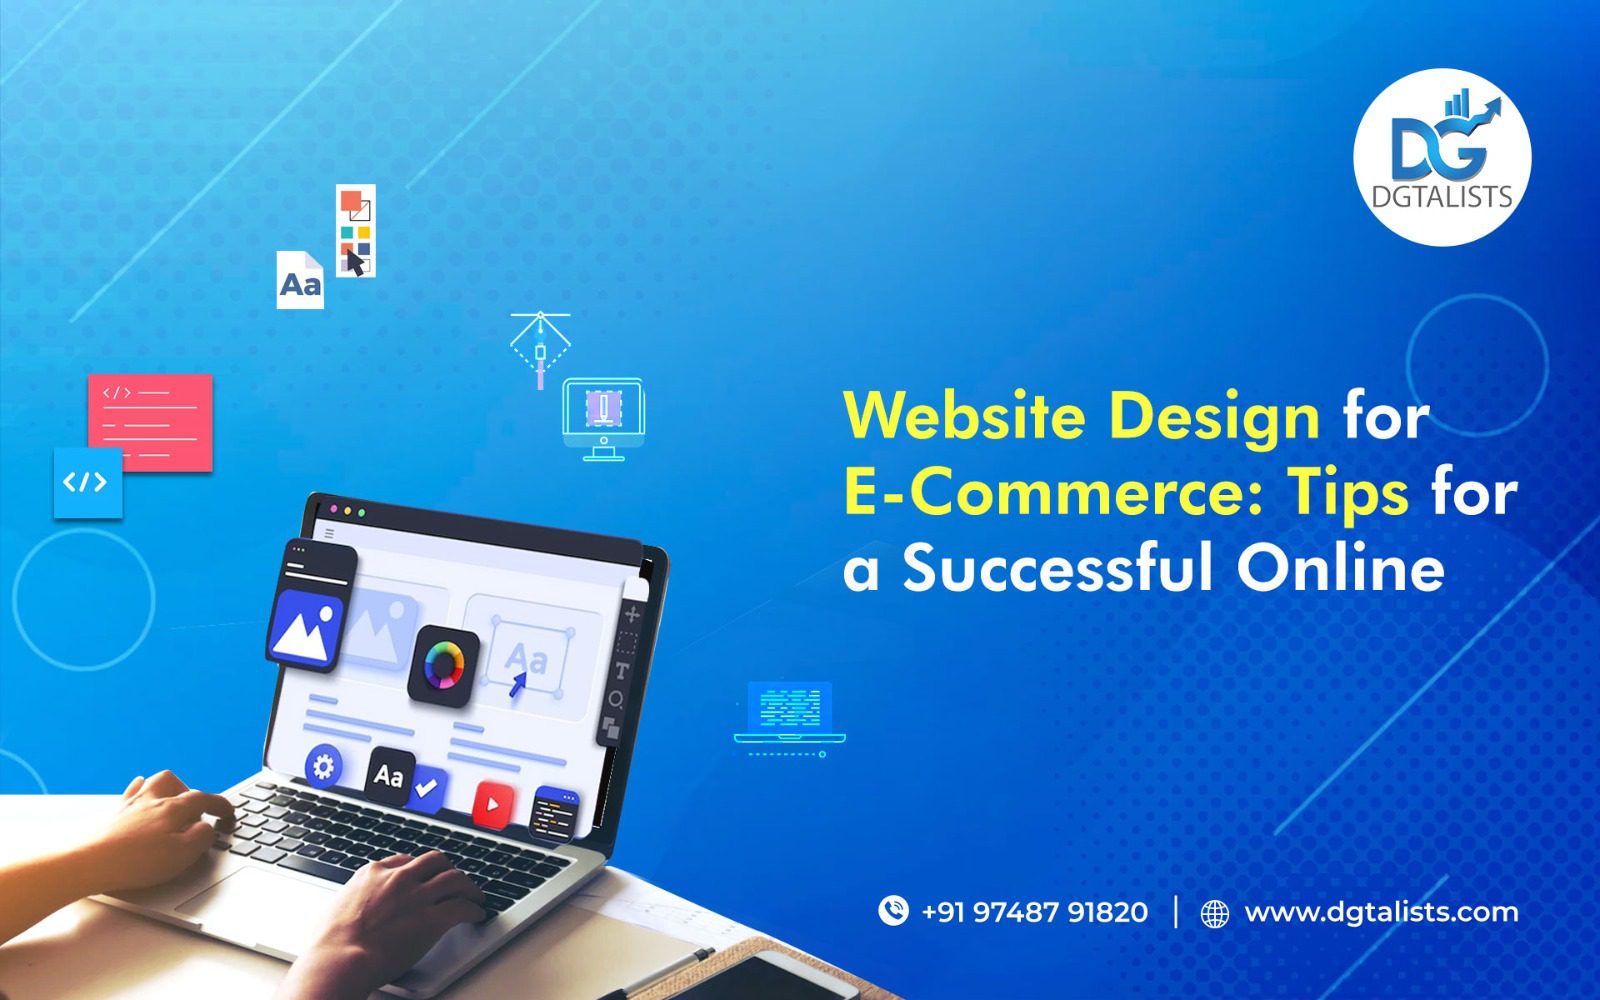 DG
DGTALISTS
Aa
</>
</>
Website Design for
E-Commerce: Tips for
a Successful Online
Aa
T
Aa
+91 97487 91820 | www.dgtalists.com